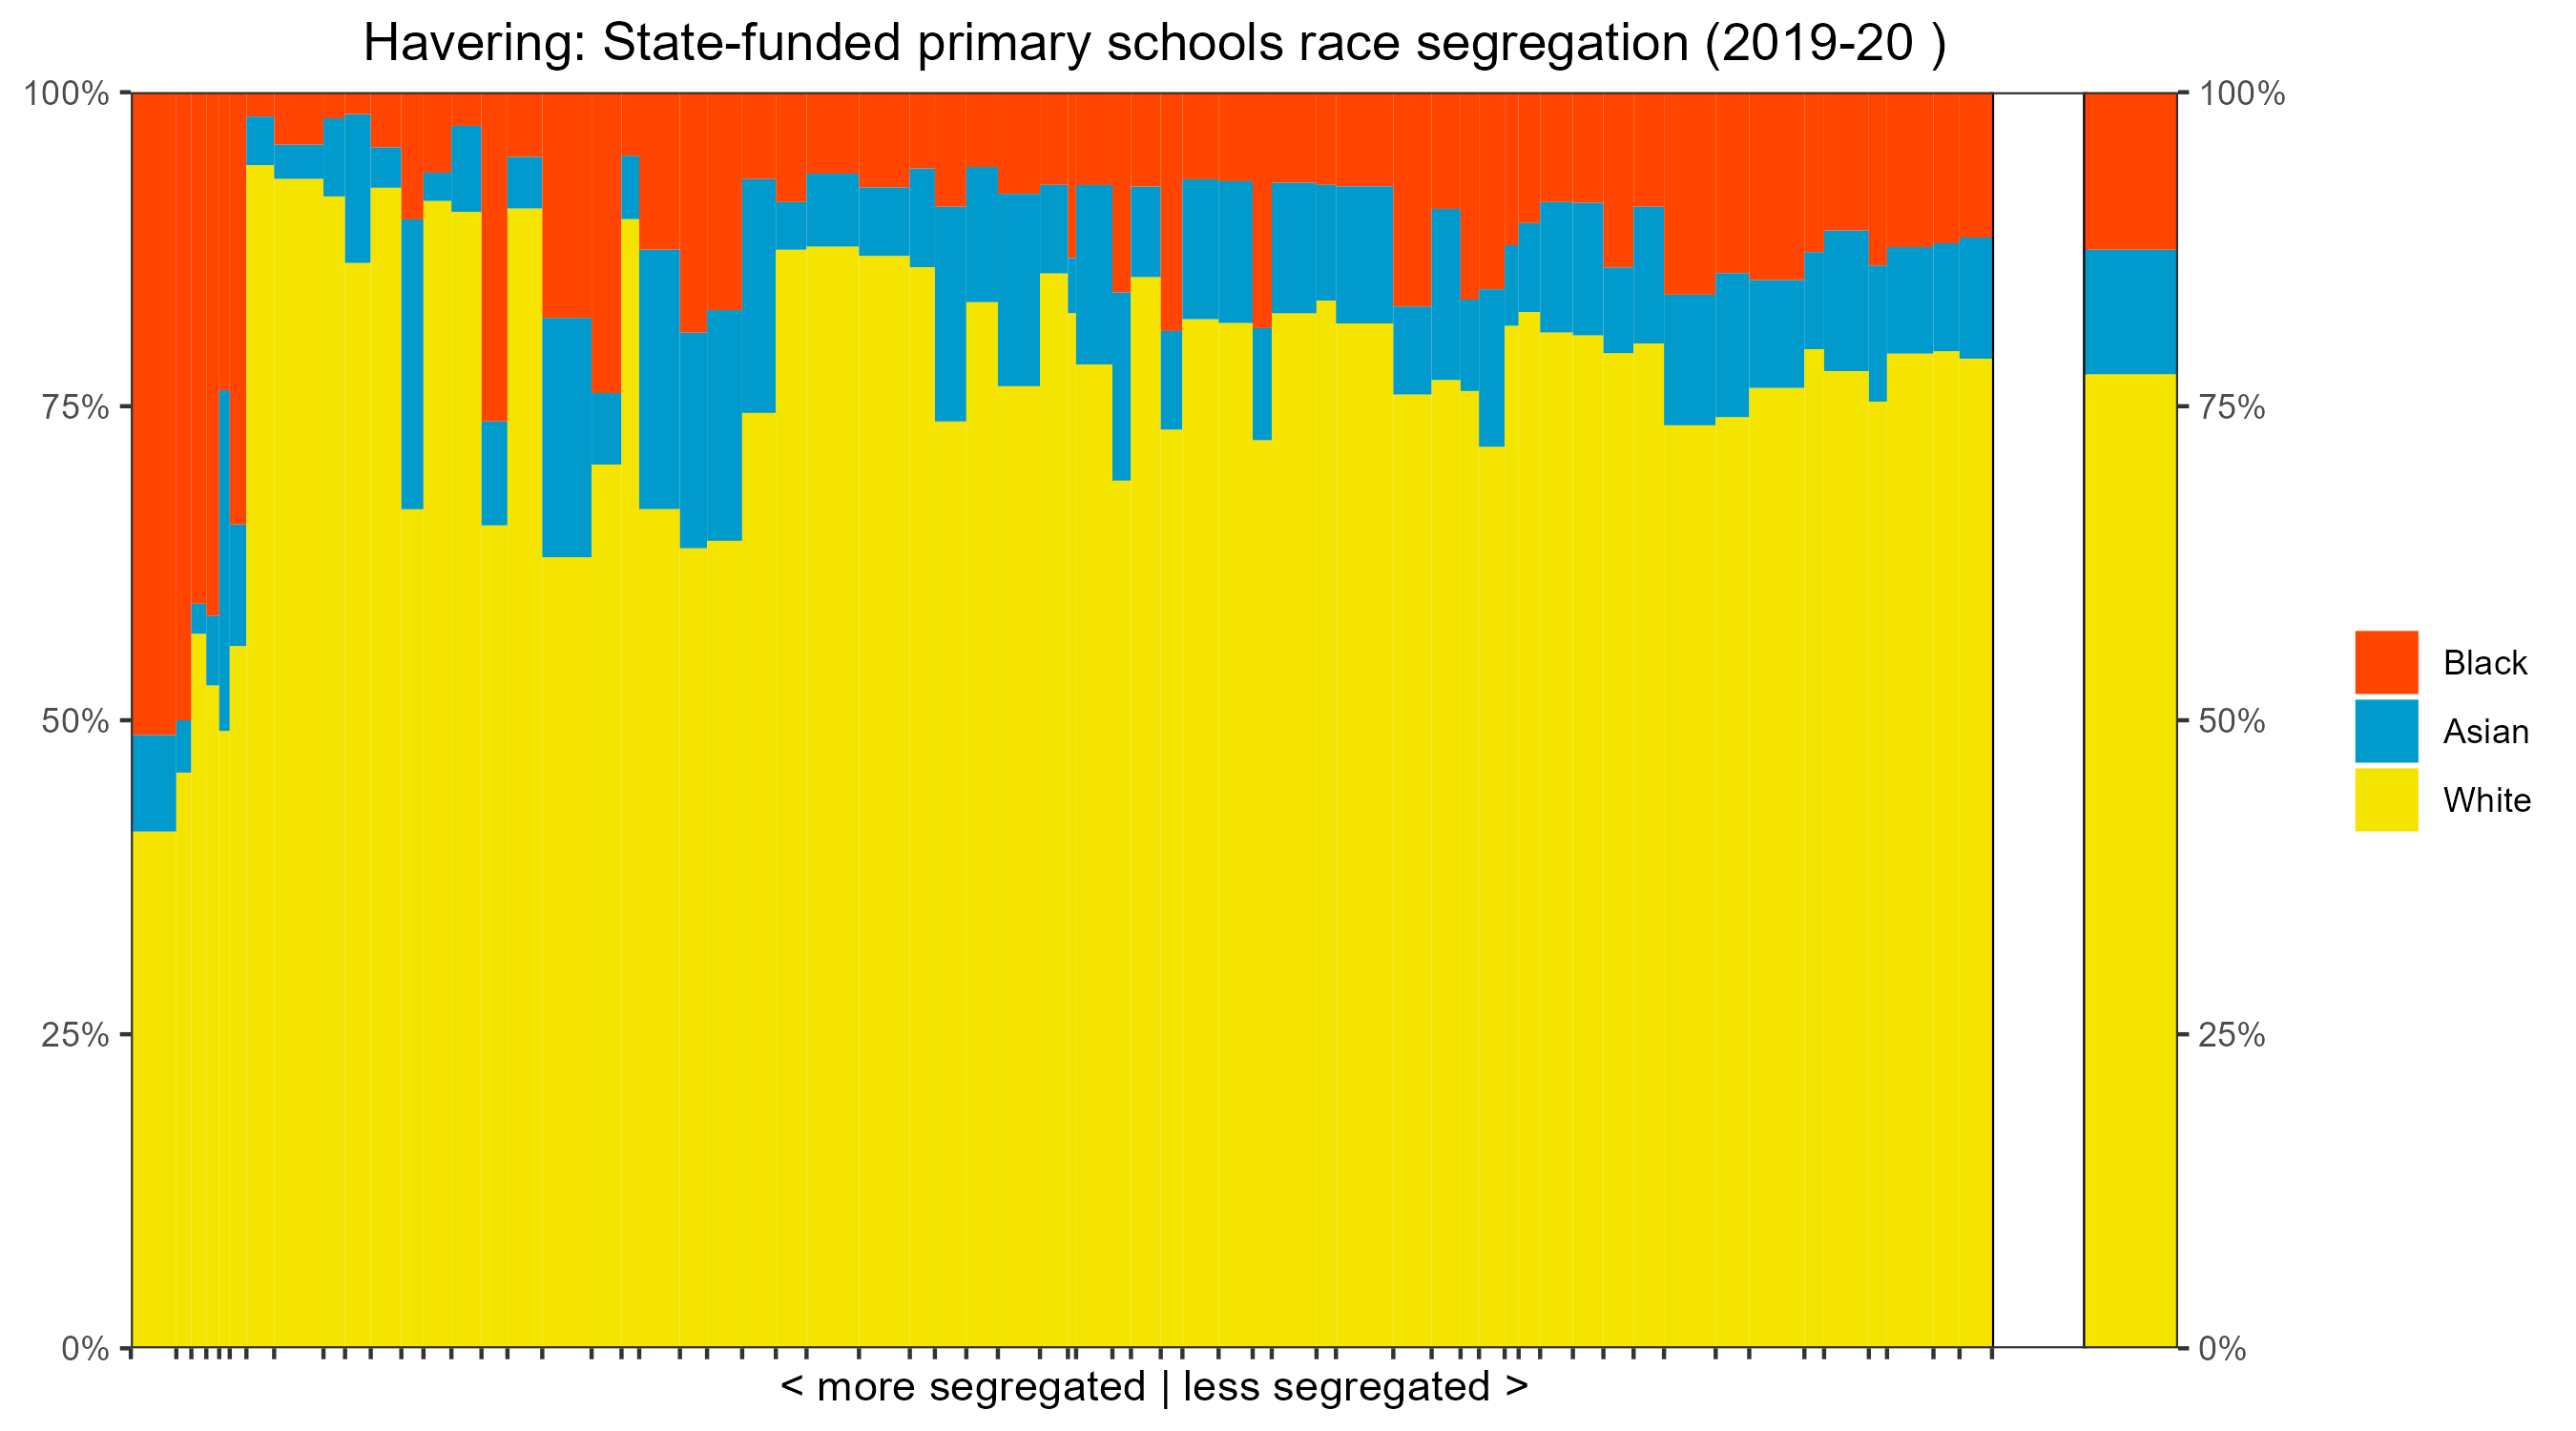 Havering: State-funded primary schools race segregation (2019-20 )
100%
75%
50%
25%
0%
100%
75%
50%
25%
0%
Black
Asian
White
< more segregated | less segregated >